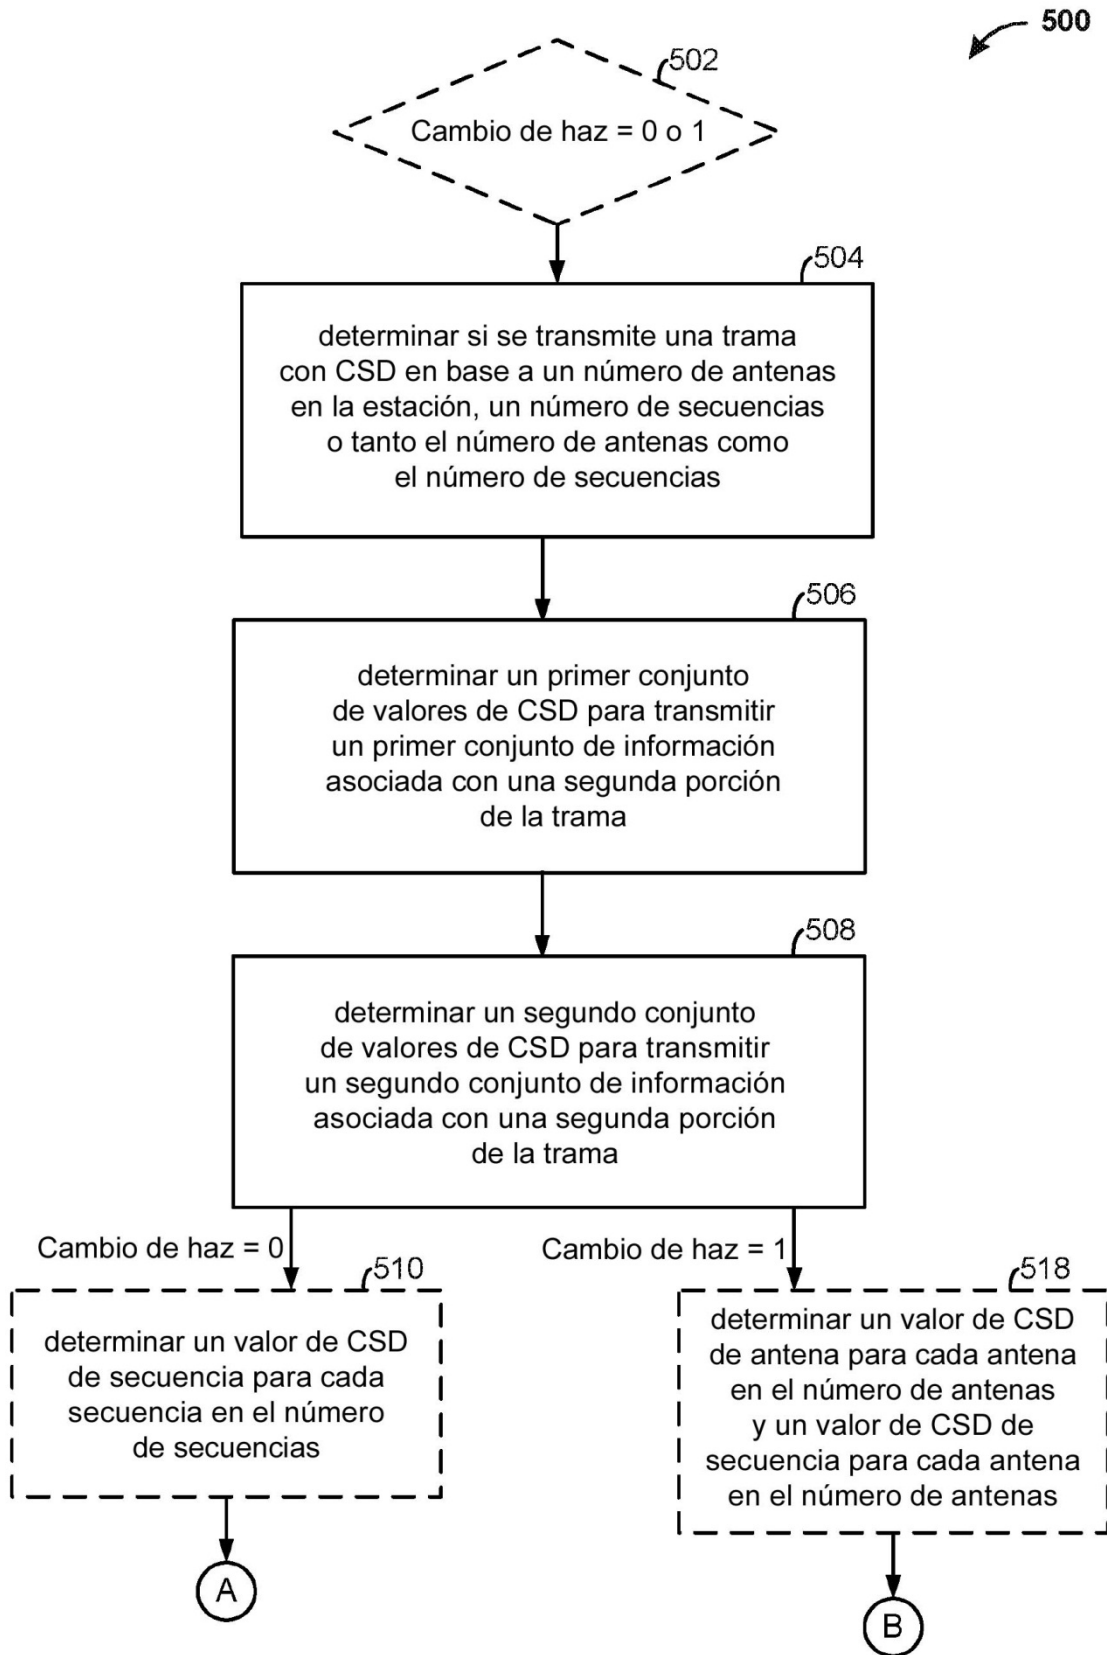 500
502
Cambio de haz = 0 o 1
504
determinar si se transmite una trama
con CSD en base a un número de antenas
en la estación, un número de secuencias
o tanto el número de antenas como
el número de secuencias
506
determinar un primer conjunto
de valores de CSD para transmitir
un primer conjunto de información
asociada con una segunda porción
de la trama
508
determinar un segundo conjunto
de valores de CSD para transmitir
un segundo conjunto de información
asociada con una segunda porción
de la trama
Cambio de haz = 0
510
determinar un valor de CSD
de secuencia para cada
secuencia en el número
de secuencias
A
Cambio de haz = 1
518
determinar un valor de CSD
de antena para cada antena
en el número de antenas
y un valor de CSD de
secuencia para cada antena
en el número de antenas
B